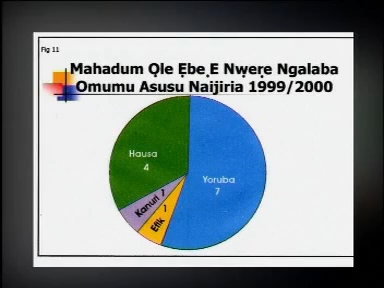 Fig 11
Mahadum Ọle Ẹbe Ẹ Nwẹrẹ Ngalaba
Omumu Asusu Naijiria 1999/2000
Hausa
4
Yoruba
7
Kanuri 1
Efik 1